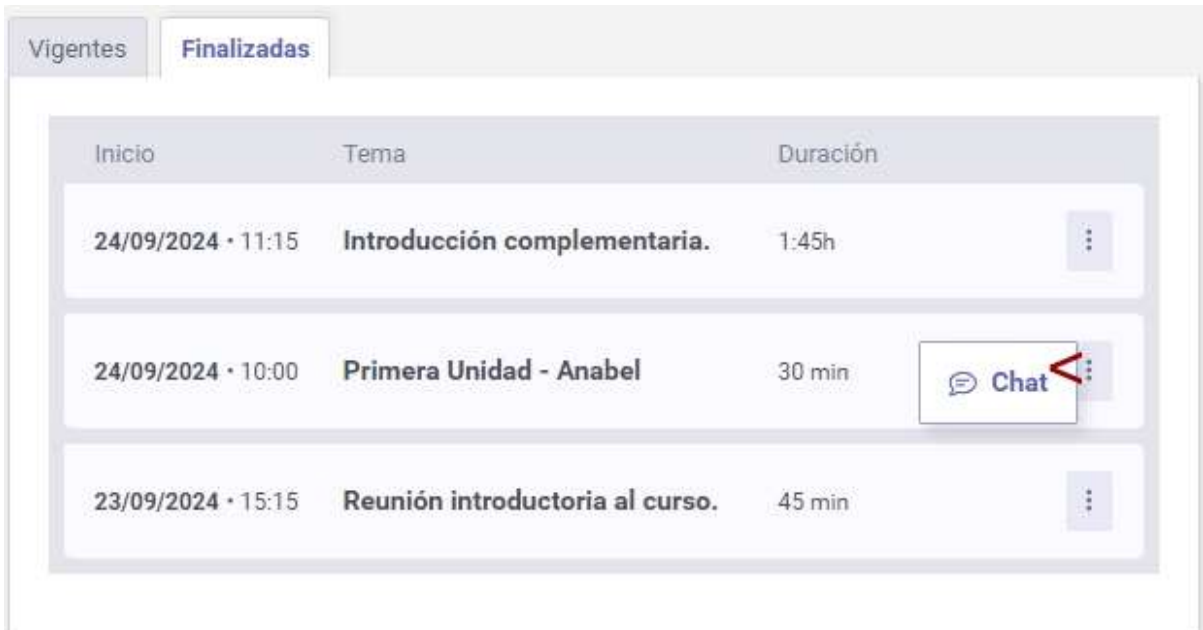 Vigentes Finalizadas
Inicio Tema Duración
24/09/2024 • 11:15 Introducción complementaria. 1:45h
24/09/2024 • 10:00 Primera Unidad - Anabel 30 min Chat <
23/09/2024 • 15:15 Reunión introductoria al curso. 45 min